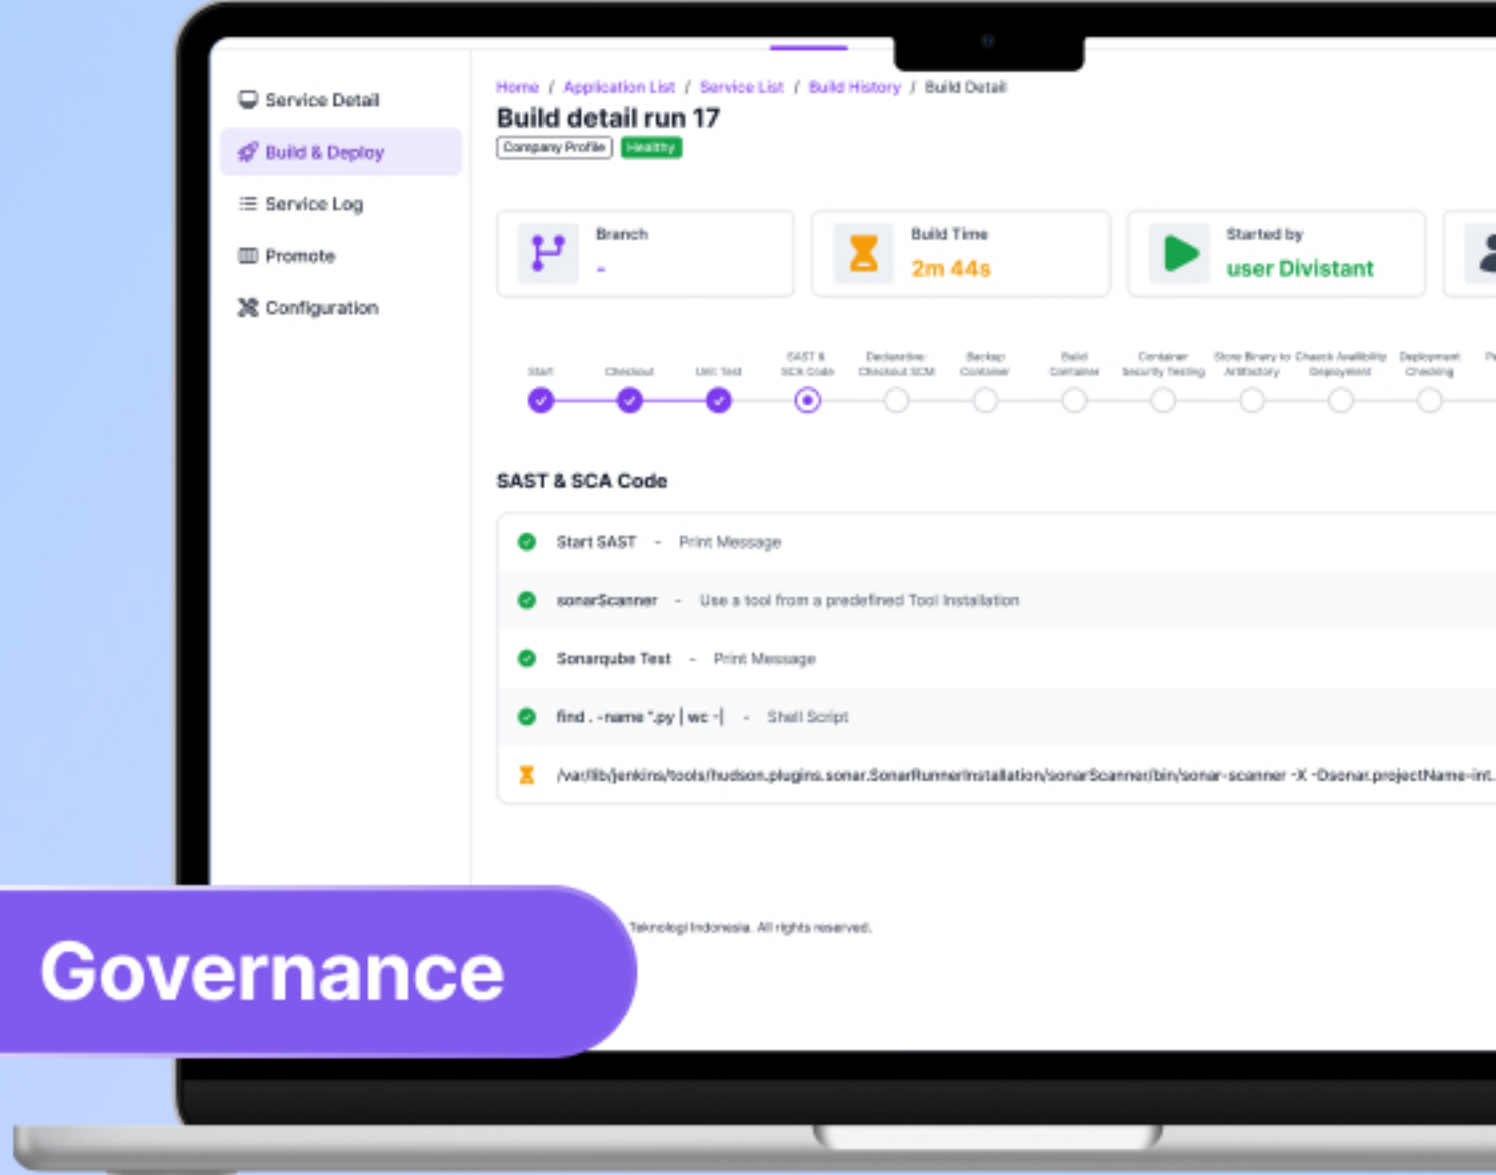 Service Detail
Build & Deploy
Service Log
Promote
Configuration
Home / Application List / Service List / Build History / Build Detail
Build detail run 17
Company Profile Healthy
Branch
-
Build Time
2m 44s
Started by
user Divistant
Start
Checkout
Unit Test
SAST &
SCA Code
Declarative:
Checkout SCM
Backup
Container
Build
Container
Container
Security Testing
Store Binary to
Artifactory
Chaeck Avalibility
Deployment
Deployment
Checking
SAST & SCA Code
Start SAST - Print Message
sonarScanner - Use a tool from a predefined Tool Installation
Sonarqube Test - Print Message
find . -name *.py | wc -l - Shell Script
/var/lib/jenkins/tools/hudson.plugins.sonar.SonarRunnerInstallation/sonarScanner/bin/sonar-scanner -X -Dsonar.projectName-int...
Teknologi Indonesia. All rights reserved.
Governance